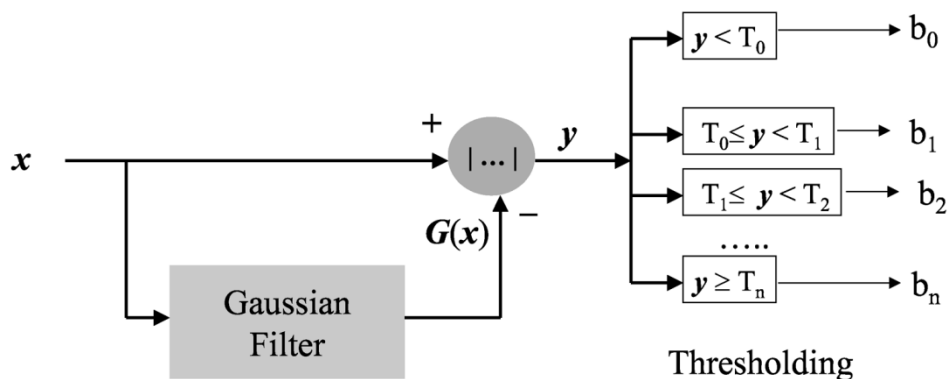 y < T₀
b₀
+
x
| ... |
y
T₀≤ y < T₁
b₁
T₁≤ y < T₂
b₂
G(x)
−
.....
Gaussian
Filter
y ≥ Tₙ
bₙ
Thresholding